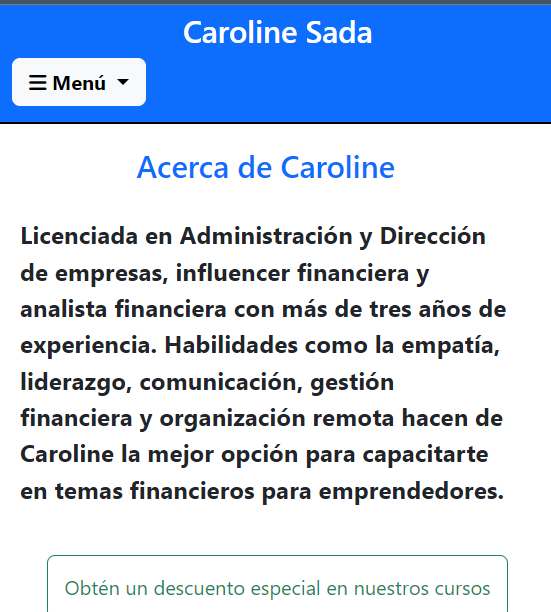 Caroline Sada
Menú
Acerca de Caroline
Licenciada en Administración y Dirección
de empresas, influencer financiera y
analista financiera con más de tres años de
experiencia. Habilidades como la empatía,
liderazgo, comunicación, gestión
financiera y organización remota hacen de
Caroline la mejor opción para capacitarte
en temas financieros para emprendedores.
Obtén un descuento especial en nuestros cursos